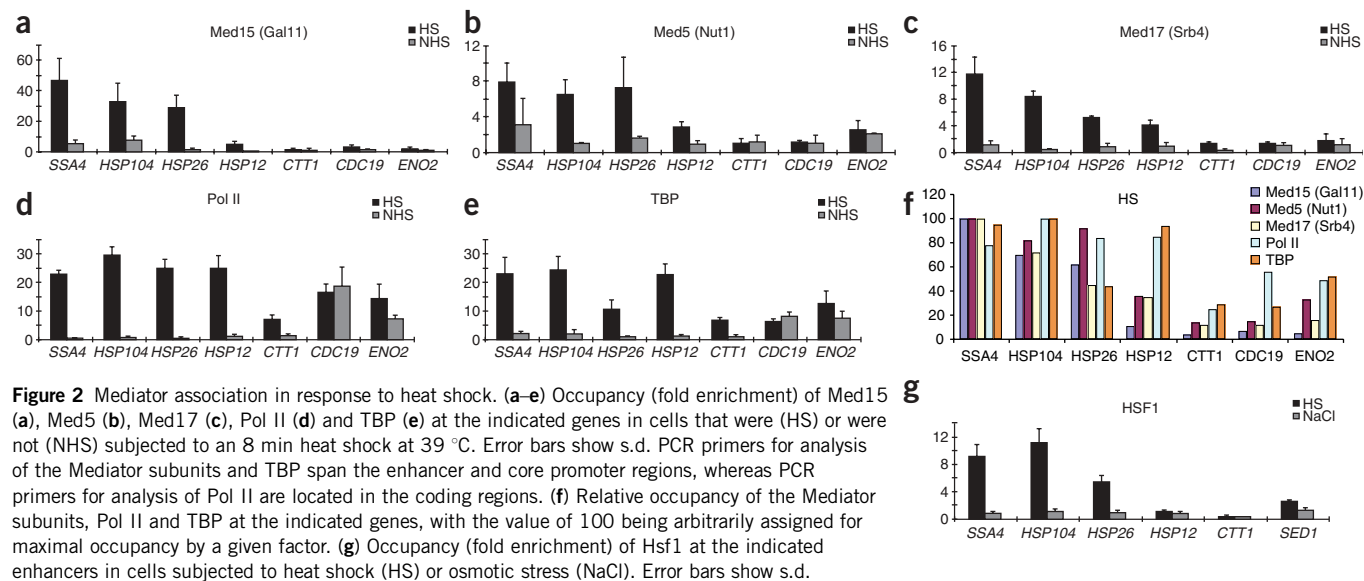 a
Med15 (Gal11)
HS
NHS
60
40
20
0
SSA4 HSP104 HSP26 HSP12 CTT1 CDC19 ENO2
b
Med5 (Nut1)
HS
NHS
12
8
4
0
SSA4 HSP104 HSP26 HSP12 CTT1 CDC19 ENO2
c
Med17 (Srb4)
HS
NHS
16
12
8
4
0
SSA4 HSP104 HSP26 HSP12 CTT1 CDC19 ENO2
d
Pol II
HS
NHS
30
20
10
0
SSA4 HSP104 HSP26 HSP12 CTT1 CDC19 ENO2
e
TBP
HS
NHS
30
20
10
0
SSA4 HSP104 HSP26 HSP12 CTT1 CDC19 ENO2
f
HS
Med15 (Gal11)
Med5 (Nut1)
Med17 (Srb4)
Pol II
TBP
120
100
80
60
40
20
0
SSA4 HSP104 HSP26 HSP12 CTT1 CDC19 ENO2
Figure 2 Mediator association in response to heat shock. (a–e) Occupancy (fold enrichment) of Med15
(a), Med5 (b), Med17 (c), Pol II (d) and TBP (e) at the indicated genes in cells that were (HS) or were
not (NHS) subjected to an 8 min heat shock at 39 °C. Error bars show s.d. PCR primers for analysis
of the Mediator subunits and TBP span the enhancer and core promoter regions, whereas PCR
primers for analysis of Pol II are located in the coding regions. (f) Relative occupancy of the Mediator
subunits, Pol II and TBP at the indicated genes, with the value of 100 being arbitrarily assigned for
maximal occupancy by a given factor. (g) Occupancy (fold enrichment) of Hsf1 at the indicated
enhancers in cells subjected to heat shock (HS) or osmotic stress (NaCl). Error bars show s.d.
g
HSF1
HS
NaCl
12
8
4
0
SSA4 HSP104 HSP26 HSP12 CTT1 SED1